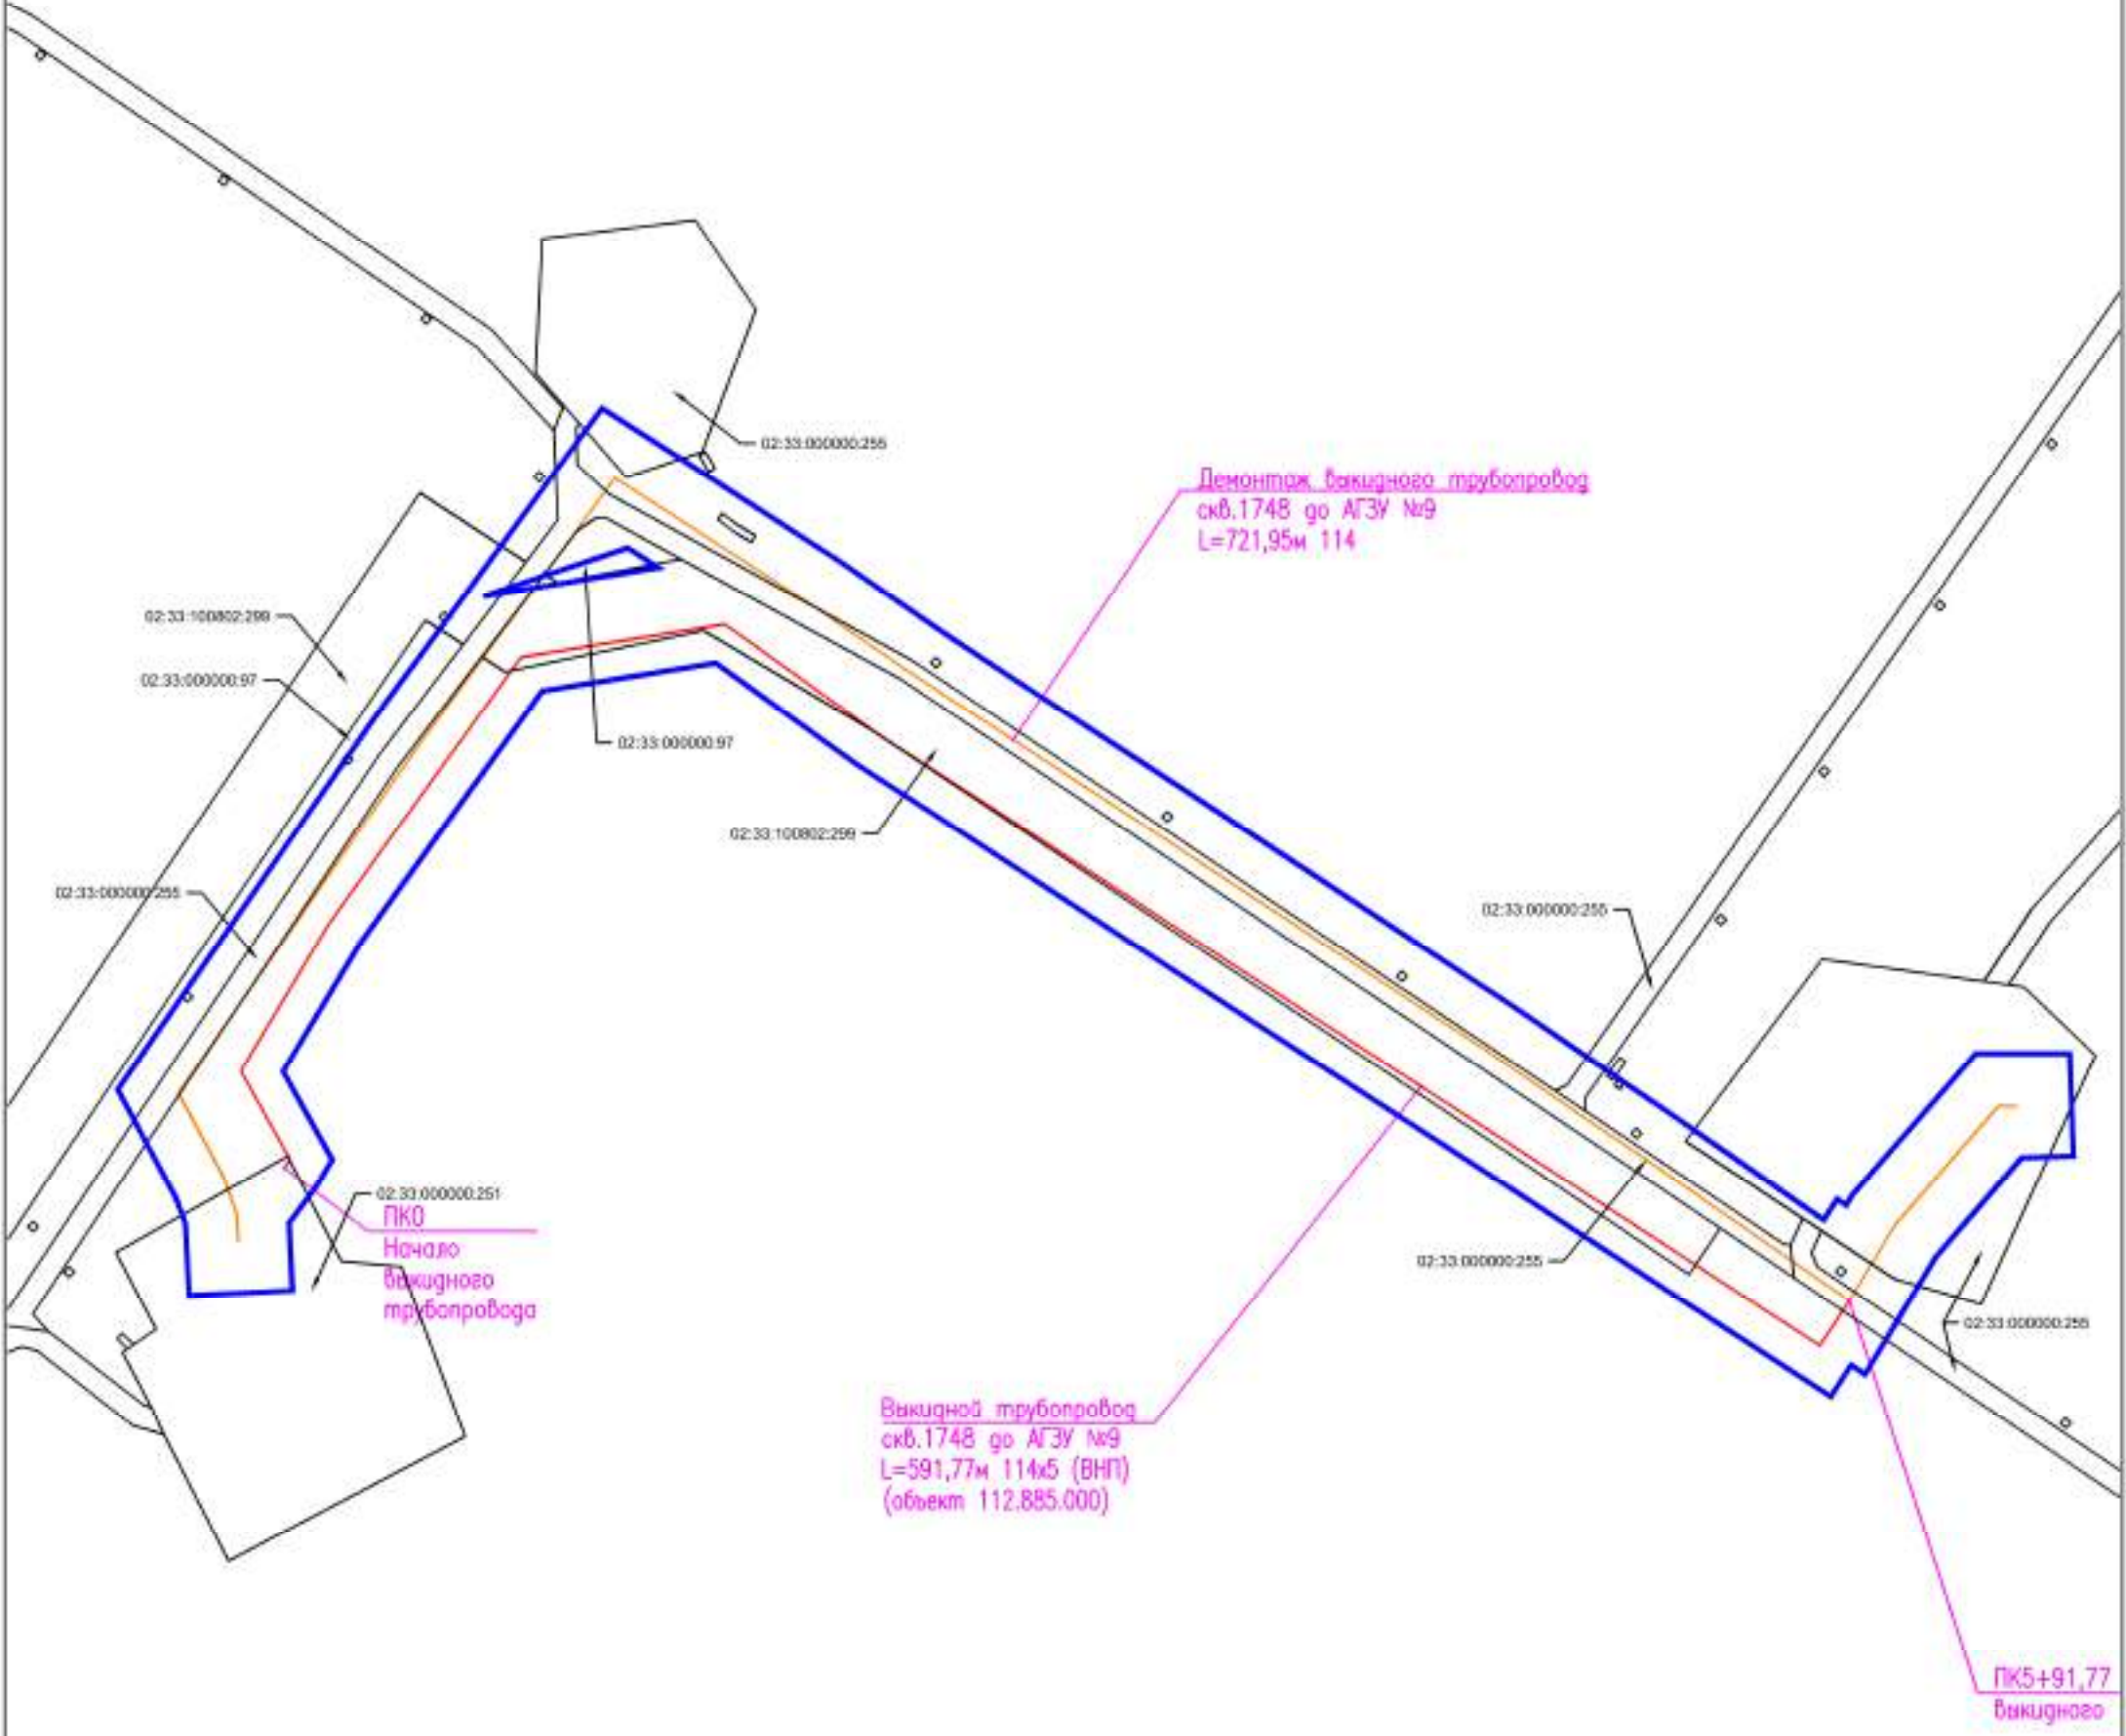 02:33:000000:255
Демонтаж выкидного трубопровод
скв.1748 до АГЗУ №9
L=721,95м 114
02:33:100802:299
02:33:000000:97
02:33:000000:97
02:33:100802:299
02:33:000000:255
02:33:000000:255
02:33:000000:251
ПК0
Начало
выкидного
трубопровода
02:33:000000:255
02:33:000000:255
Выкидной трубопровод
скв.1748 до АГЗУ №9
L=591,77м 114х5 (ВНП)
(объект 112.885.000)
ПК5+91,77
выкидного